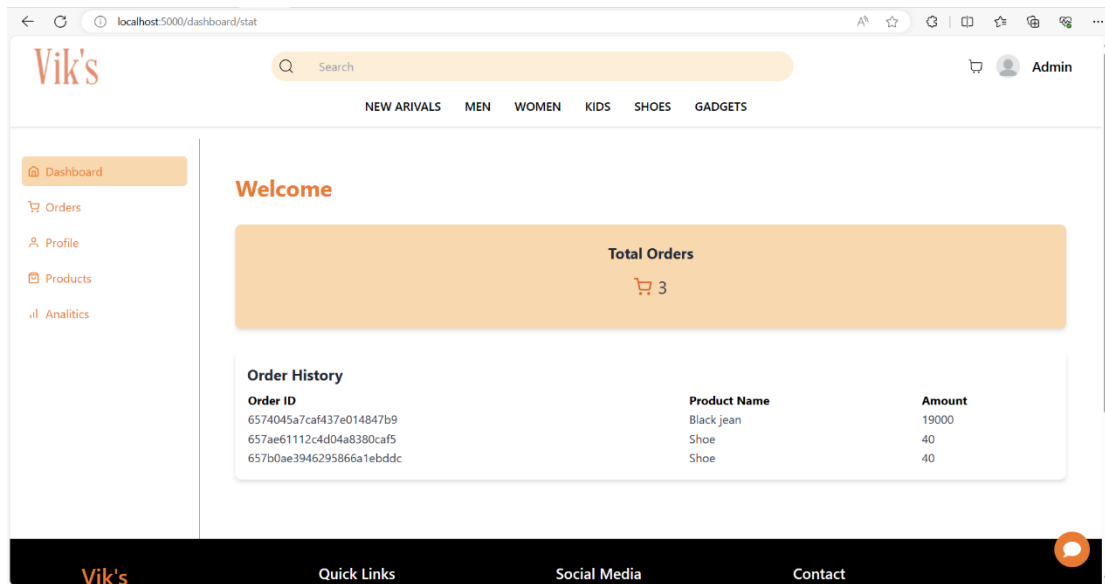 localhost:5000/dashboard/stat
Vik's
Search
Admin
NEW ARIVALS MEN WOMEN KIDS SHOES GADGETS
Dashboard
Orders
Profile
Products
Analitics
Welcome
Total Orders
3
Order History
Order ID Product Name Amount
6574045a7caf437e014847b9 Black jean 19000
657ae61112c4d04a8380caf5 Shoe 40
657b0ae3946295866a1ebddc Shoe 40
Vik's Quick Links Social Media Contact